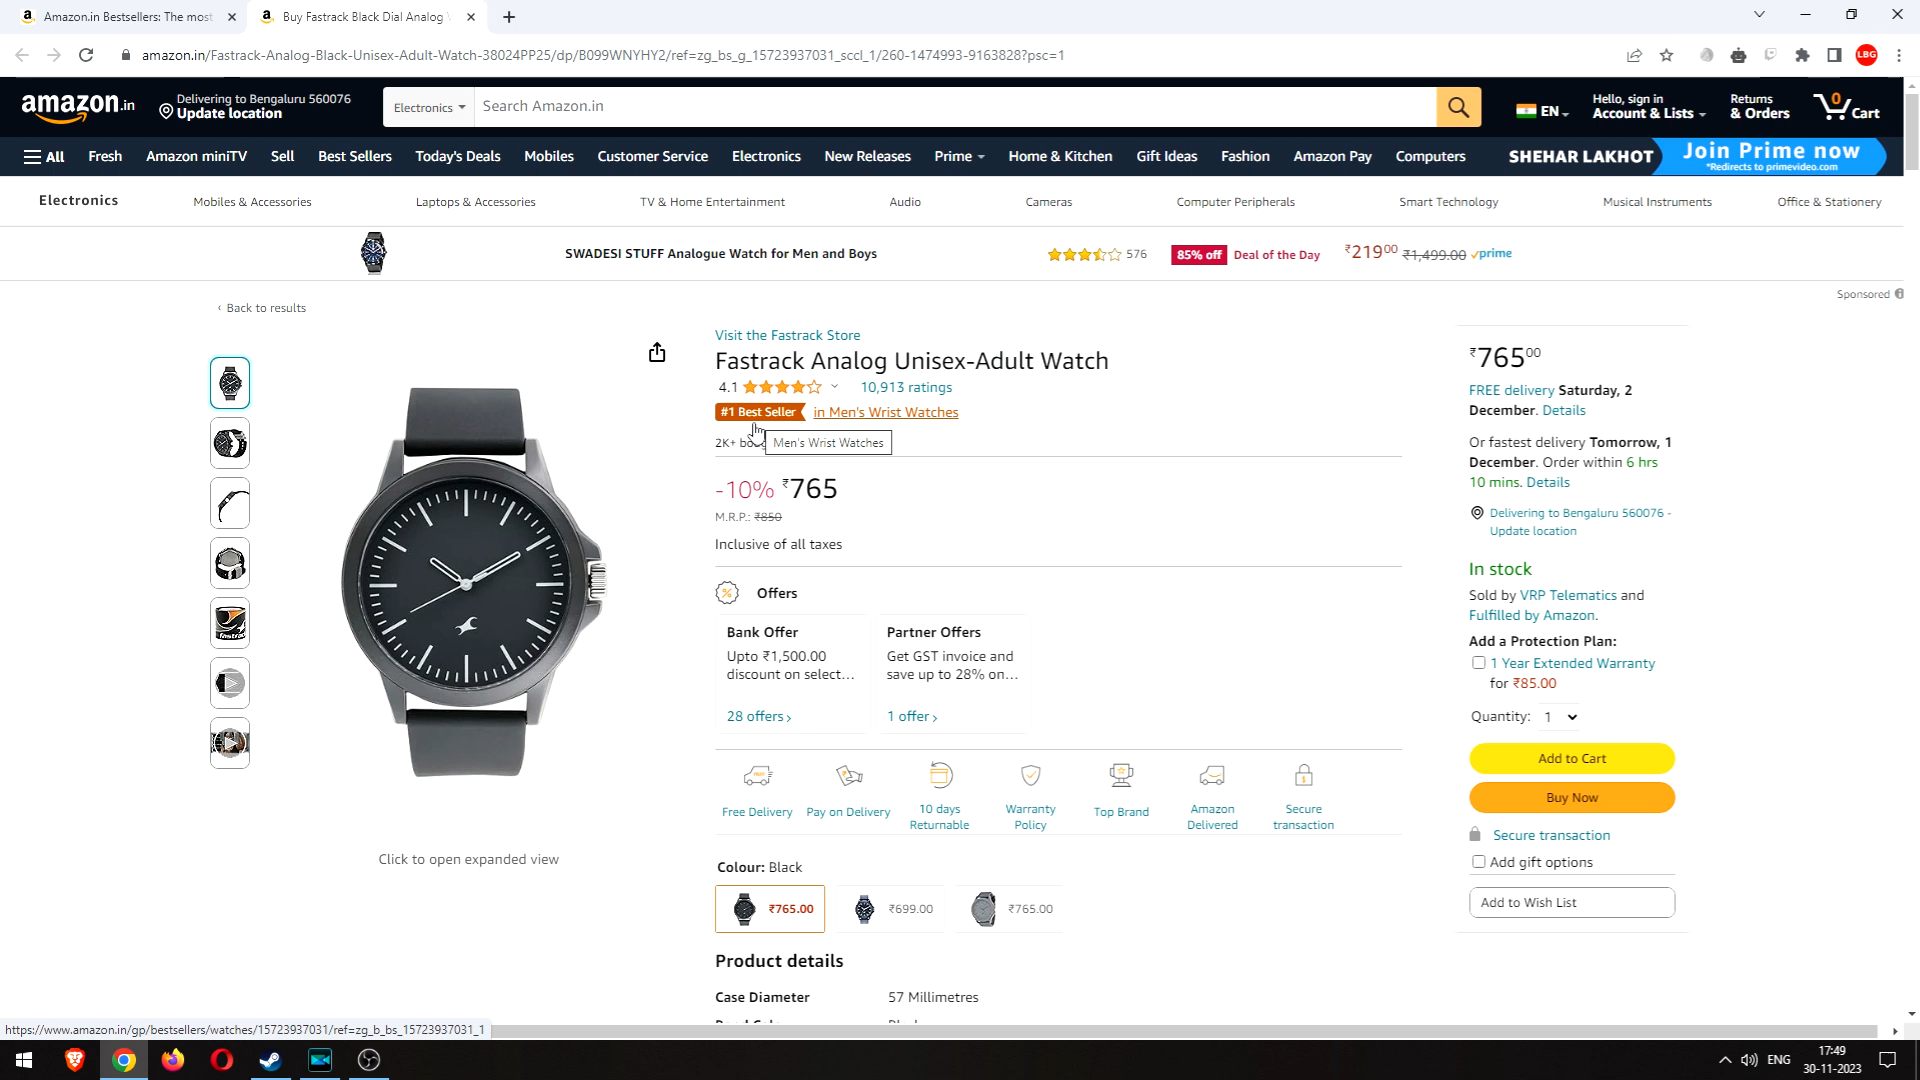 Amazon.in Bestsellers: The most
Buy Fastrack Black Dial Analog
amazon.in/Fastrack-Analog-Black-Unisex-Adult-Watch-38024PP25/dp/B099WNYHY2/ref=zg_bs_g_15723937031_sccl_1/260-1474993-9163828?psc=1
LBG
amazon.in
Delivering to Bengaluru 560076
Update location
Electronics
Search Amazon.in
EN
Hello, sign in
Account & Lists
Returns
& Orders
0
Cart
All
Fresh
Amazon miniTV
Sell
Best Sellers
Today's Deals
Mobiles
Customer Service
Electronics
New Releases
Prime
Home & Kitchen
Gift Ideas
Fashion
Amazon Pay
Computers
SHEHAR LAKHOT
Join Prime now
*Redirects to primevideo.com
Electronics
Mobiles & Accessories
Laptops & Accessories
TV & Home Entertainment
Audio
Cameras
Computer Peripherals
Smart Technology
Musical Instruments
Office & Stationery
SWADESI STUFF Analogue Watch for Men and Boys
576
85% off
Deal of the Day
₹21900 ₹1,499.00 prime
Sponsored
‹ Back to results
Visit the Fastrack Store
Fastrack Analog Unisex-Adult Watch
4.1
10,913 ratings
#1 Best Seller
in Men's Wrist Watches
2K+
Men's Wrist Watches
-10% ₹765
M.R.P.: ₹850
Inclusive of all taxes
Offers
Bank Offer
Upto ₹1,500.00
discount on select...
28 offers ›
Partner Offers
Get GST invoice and
save up to 28% on...
1 offer ›
Free Delivery
Pay on Delivery
10 days
Returnable
Warranty
Policy
Top Brand
Amazon
Delivered
Secure
transaction
Click to open expanded view
Colour: Black
₹765.00
₹699.00
₹765.00
Product details
Case Diameter
57 Millimetres
₹76500
FREE delivery Saturday, 2
December. Details
Or fastest delivery Tomorrow, 1
December. Order within 6 hrs
10 mins. Details
Delivering to Bengaluru 560076 -
Update location
In stock
Sold by VRP Telematics and
Fulfilled by Amazon.
Add a Protection Plan:
1 Year Extended Warranty
for ₹85.00
Quantity: 1
Add to Cart
Buy Now
Secure transaction
Add gift options
Add to Wish List
https://www.amazon.in/gp/bestsellers/watches/15723937031/ref=zg_b_bs_15723937031_1
ENG
17:49
30-11-2023